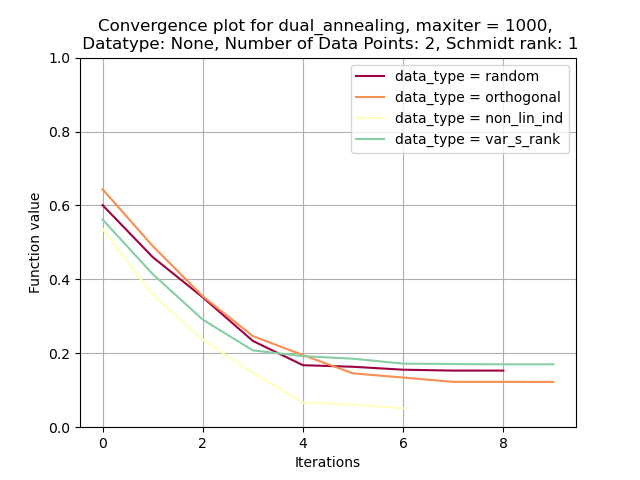 Convergence plot for dual_annealing, maxiter = 1000,
Datatype: None, Number of Data Points: 2, Schmidt rank: 1
1.0
0.8
0.6
0.4
0.2
0.0
Function value
data_type = random
data_type = orthogonal
data_type = non_lin_ind
data_type = var_s_rank
0
2
4
6
8
Iterations